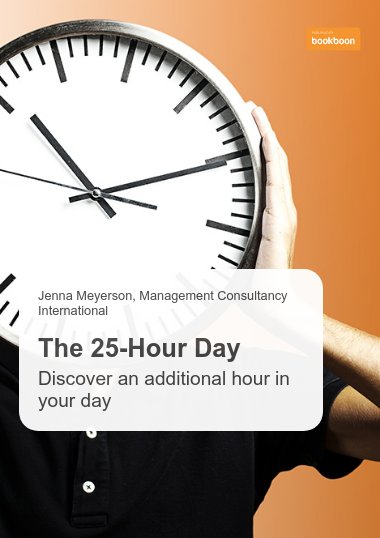 bookboon
Jenna Meyerson, Management Consultancy
International
The 25-Hour Day
Discover an additional hour in
your day